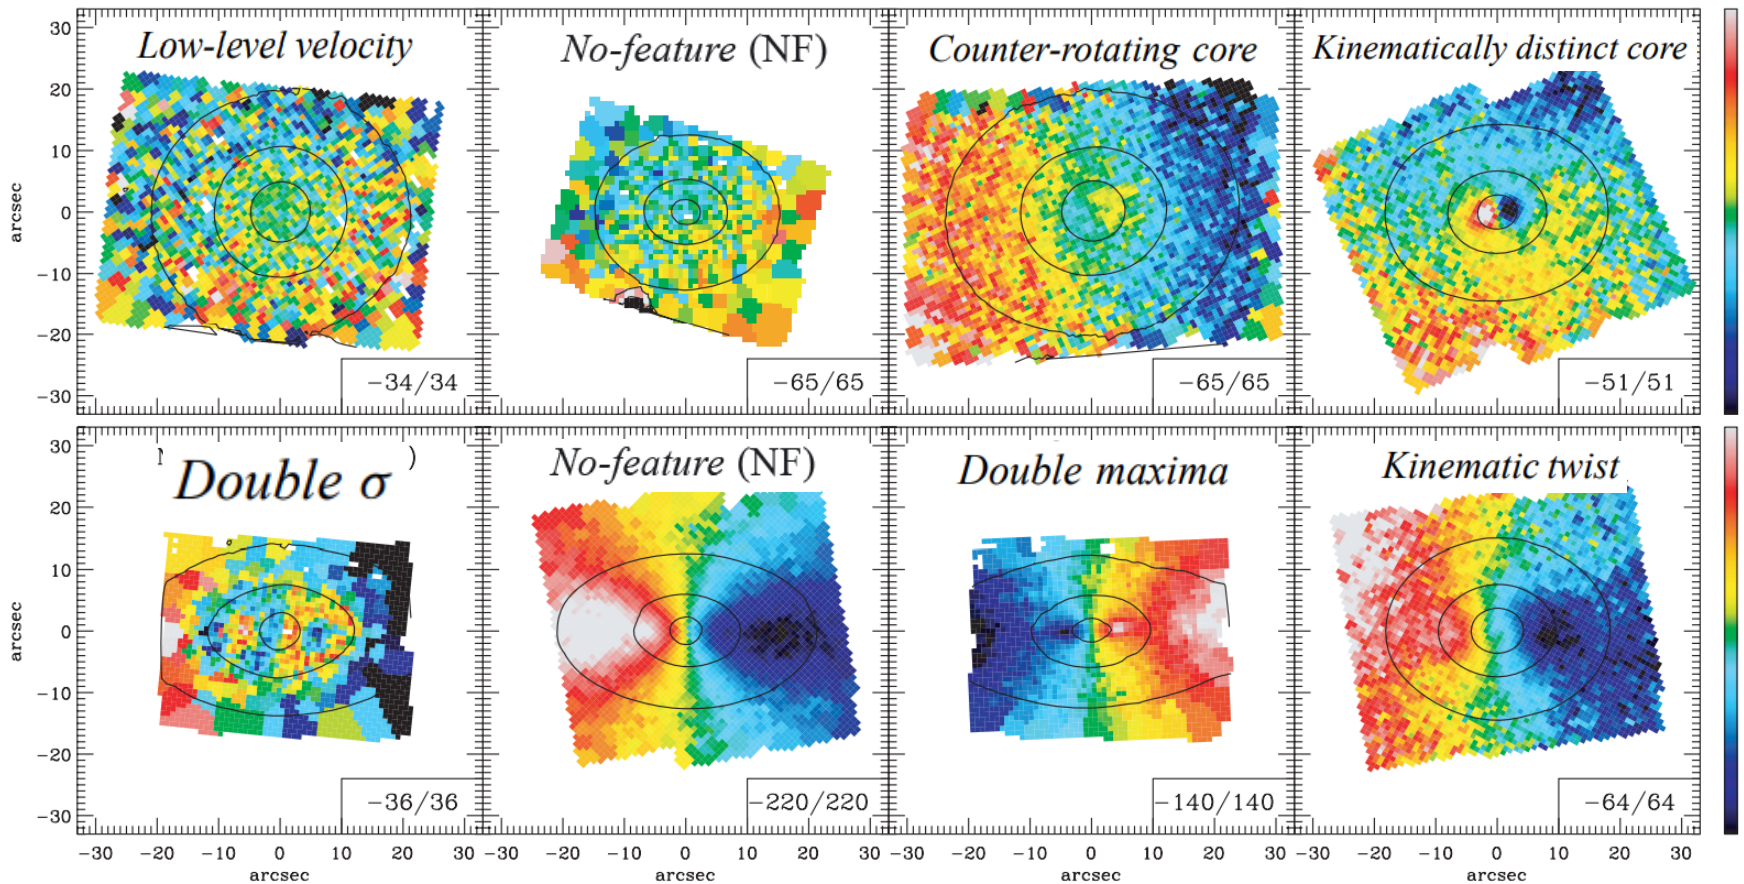 Low-level velocity
No-feature (NF)
Counter-rotating core
Kinematically distinct core
30
20
10
0
−10
−20
−30
arcsec
−34/34
−65/65
−65/65
−51/51
Double σ
)
No-feature (NF)
Double maxima
Kinematic twist
30
20
10
0
−10
−20
−30
arcsec
−36/36
−220/220
−140/140
−64/64
−30 −20 −10 0 10 20 30
−30 −20 −10 0 10 20 30
−30 −20 −10 0 10 20 30
−30 −20 −10 0 10 20 30
arcsec
arcsec
arcsec
arcsec